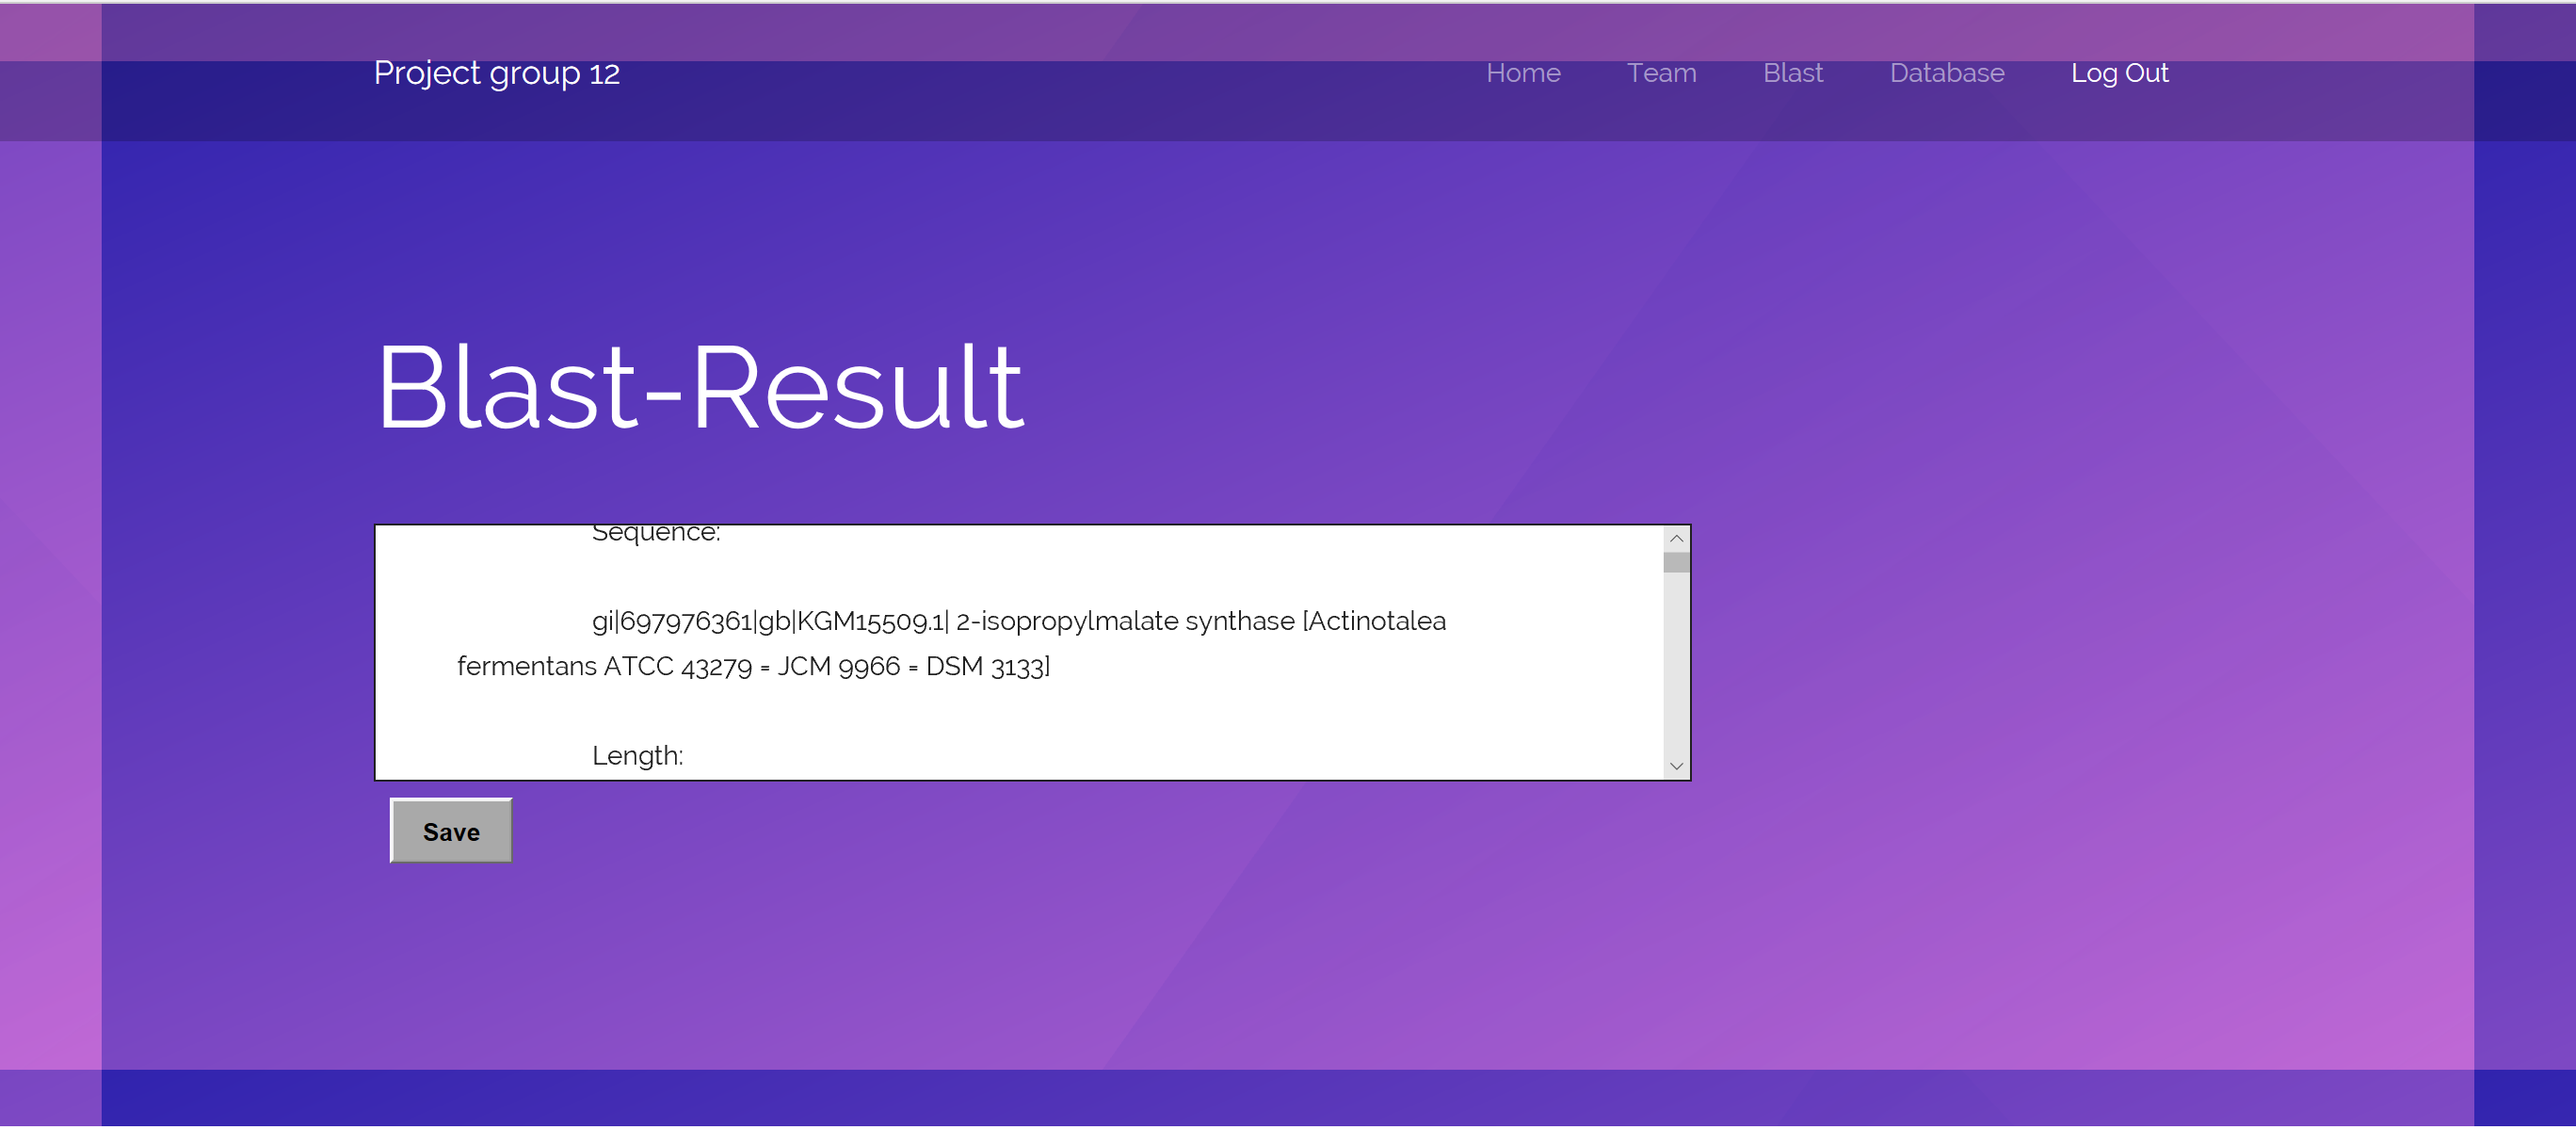 Project group 12
Home Team Blast Database Log Out
Blast-Result
Sequence:
gi|697976361|gb|KGM15509.1| 2-isopropylmalate synthase [Actinotalea
fermentans ATCC 43279 = JCM 9966 = DSM 3133]
Length:
Save